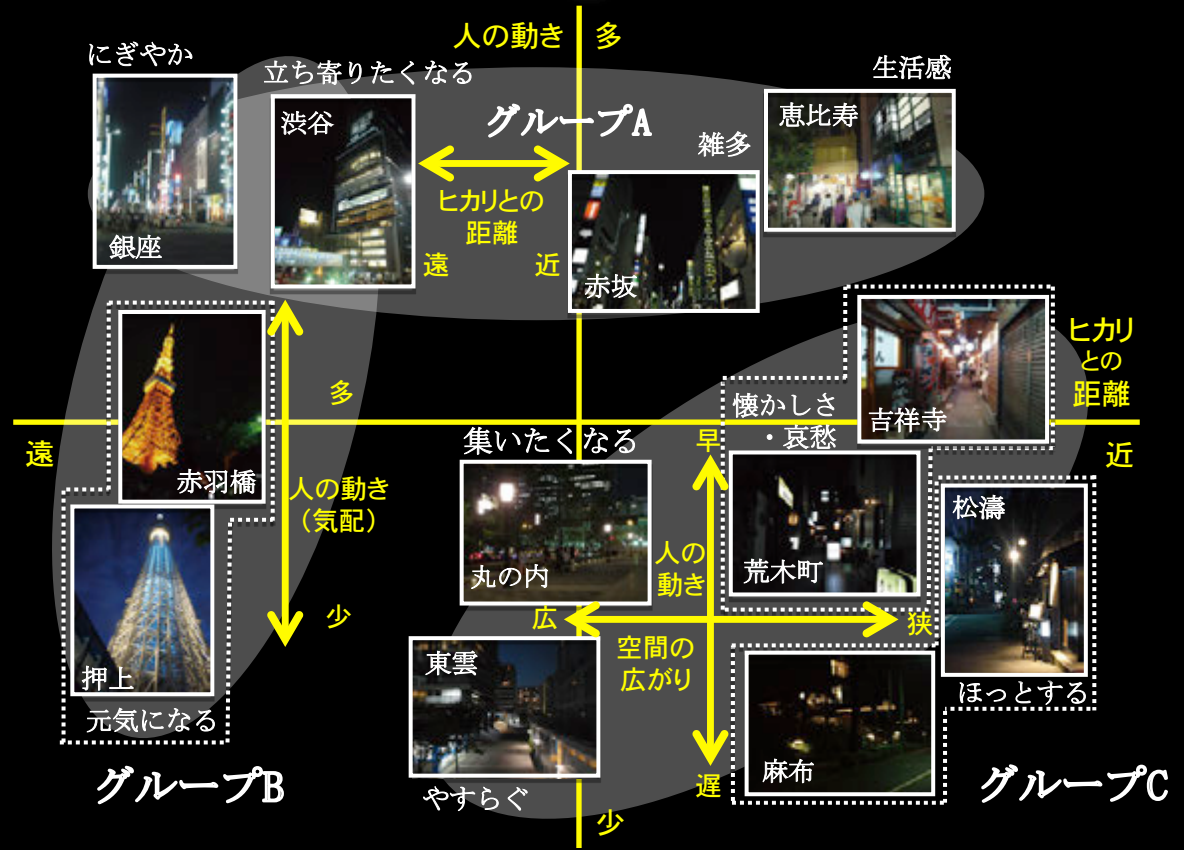 人の動き 多
にぎやか
銀座
立ち寄りたくなる
渋谷
グループA
ヒカリとの
距離
遠 近
雑多
赤坂
生活感
恵比寿
赤羽橋
押上
元気になる
グループB
多
人の動き
（気配）
少
遠
ヒカリ
との
距離
近
吉祥寺
懐かしさ
・哀愁
荒木町
集いたくなる
丸の内
早
人の
動き
遅
広 狭
空間の
広がり
東雲
やすらぐ
松濤
ほっとする
麻布
グループC
少